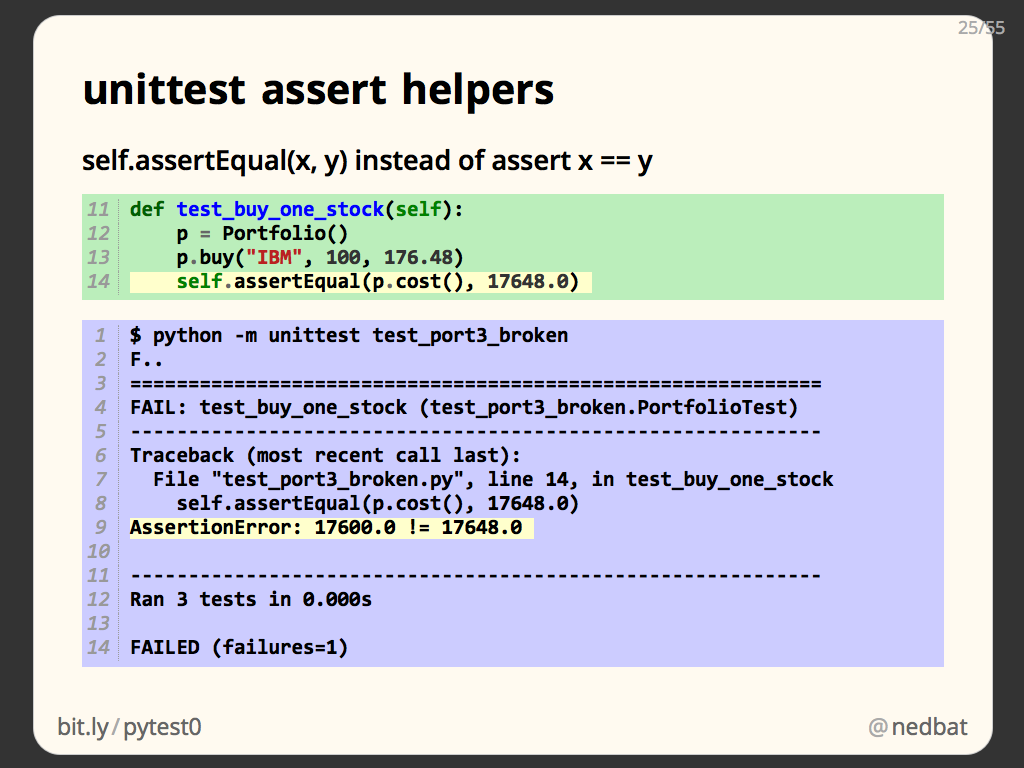 25/55
unittest assert helpers
self.assertEqual(x, y) instead of assert x == y
11 def test_buy_one_stock(self):
12     p = Portfolio()
13     p.buy("IBM", 100, 176.48)
14     self.assertEqual(p.cost(), 17648.0)
1 $ python -m unittest test_port3_broken
2 F..
3 ============================================================
4 FAIL: test_buy_one_stock (test_port3_broken.PortfolioTest)
5 ------------------------------------------------------------
6 Traceback (most recent call last):
7   File "test_port3_broken.py", line 14, in test_buy_one_stock
8     self.assertEqual(p.cost(), 17648.0)
9 AssertionError: 17600.0 != 17648.0
10
11 ------------------------------------------------------------
12 Ran 3 tests in 0.000s
13
14 FAILED (failures=1)
bit.ly/pytest0
@nedbat